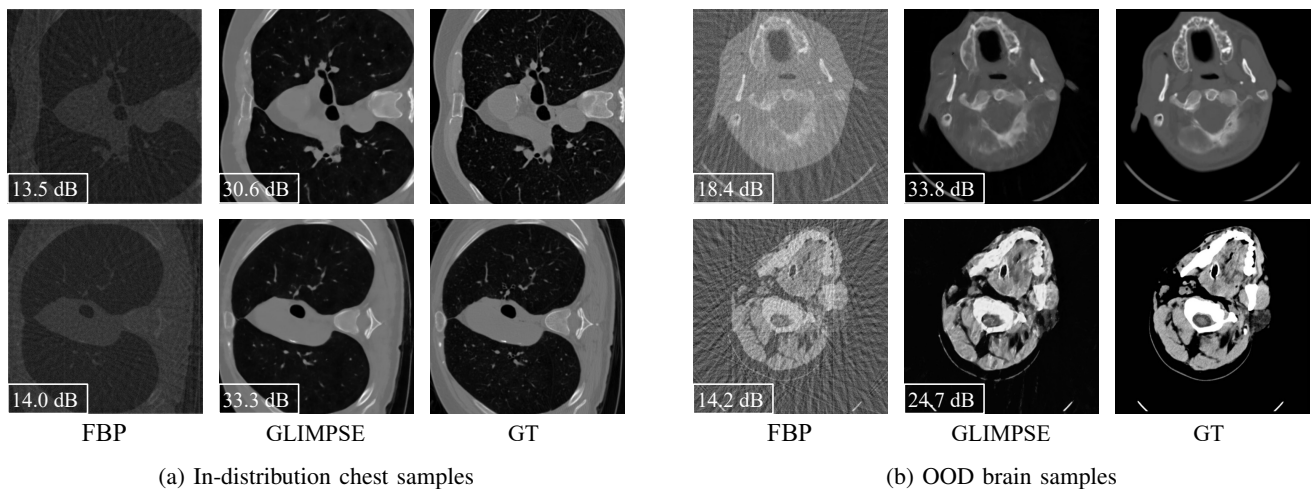 13.5 dB
30.6 dB
18.4 dB
33.8 dB
14.0 dB
33.3 dB
14.2 dB
24.7 dB
FBP GLIMPSE GT FBP GLIMPSE GT
(a) In-distribution chest samples
(b) OOD brain samples